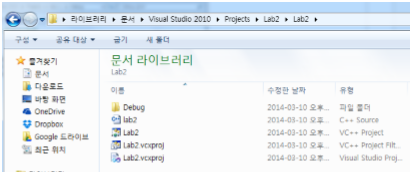 ▸ 라이브러리 ▸ 문서 ▸ Visual Studio 2010 ▸ Projects ▸ Lab2 ▸ Lab2 ▸
구성 ▼ 공유 대상 ▼ 굽기 새 폴더
즐겨찾기
문서
다운로드
바탕 화면
OneDrive
Dropbox
Google 드라이브
최근 위치
문서 라이브러리
Lab2
이름 수정한 날짜 유형
Debug 2014-03-10 오후... 파일 폴더
lab2 2014-03-10 오후... C++ Source
Lab2 2014-03-10 오후... VC++ Project
Lab2.vcxproj 2014-03-10 오후... VC++ Project Filt...
Lab2.vcxproj 2014-03-10 오후... Visual Studio Proj...